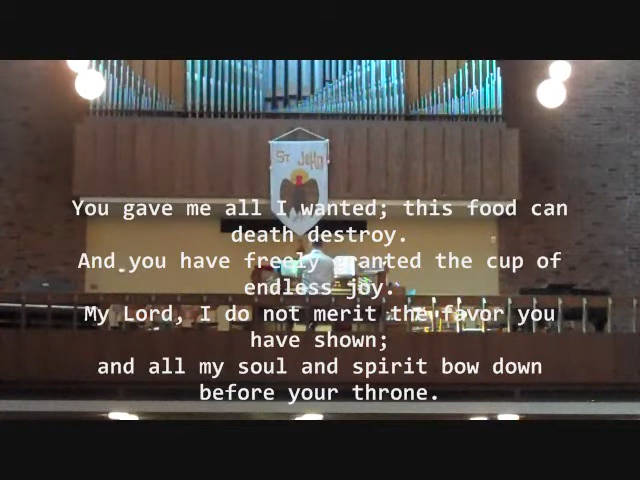 ST JOHN
You gave me all I wanted; this food can
death destroy.
And you have freely granted the cup of
endless joy.
My Lord, I do not merit the favor you
have shown;
and all my soul and spirit bow down
before your throne.